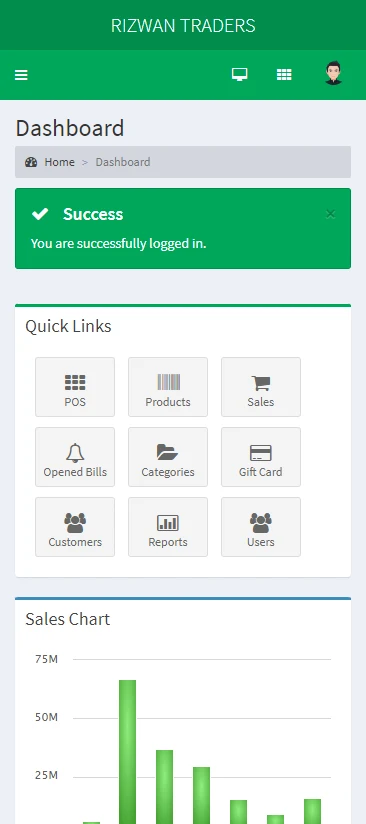 RIZWAN TRADERS
Dashboard
Home > Dashboard
Success ×
You are successfully logged in.
Quick Links
POS Products Sales
Opened Bills Categories Gift Card
Customers Reports Users
Sales Chart
75M
50M
25M